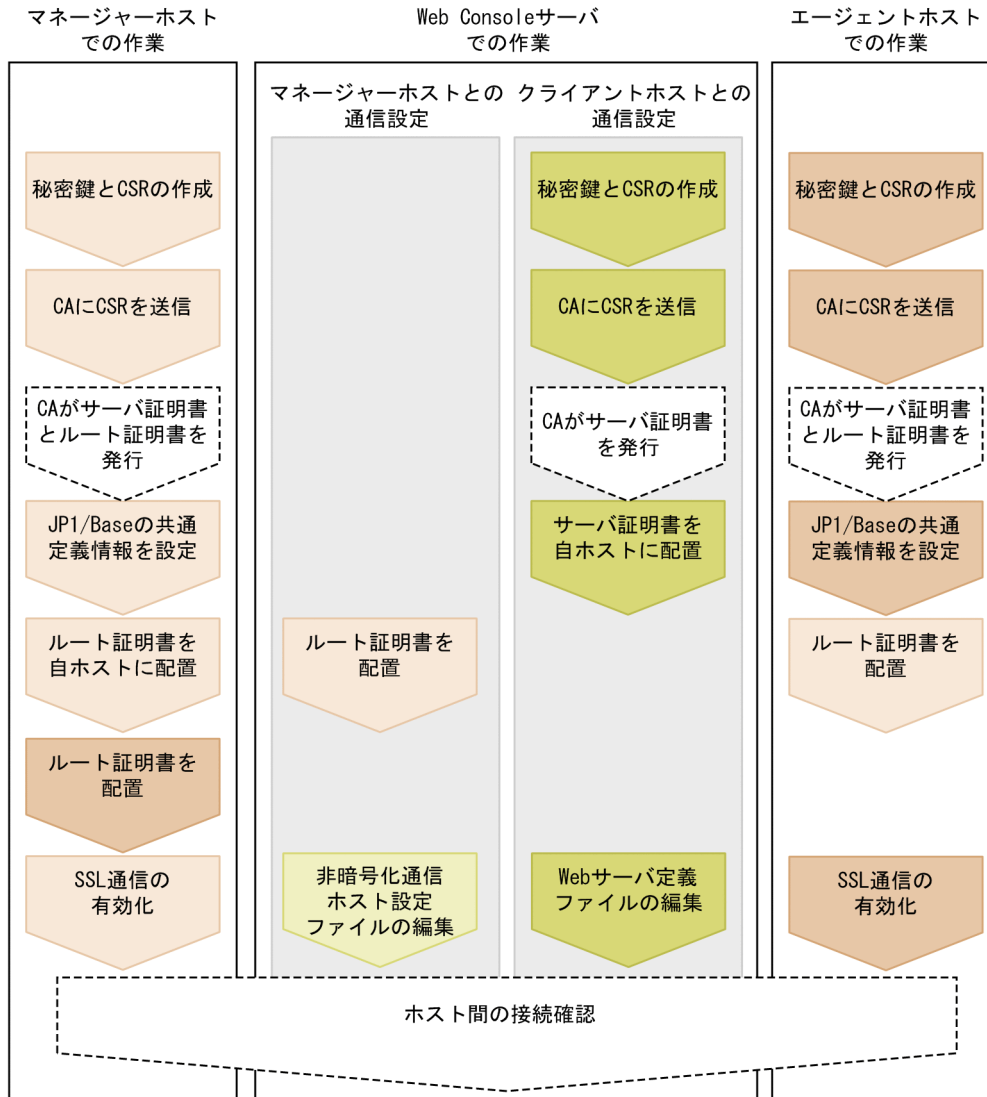 マネージャーホスト
での作業
Web Consoleサーバ
での作業
エージェントホスト
での作業
マネージャーホストとの
通信設定
クライアントホストとの
通信設定
秘密鍵とCSRの作成
秘密鍵とCSRの作成
秘密鍵とCSRの作成
CAにCSRを送信
CAにCSRを送信
CAにCSRを送信
CAがサーバ証明書
とルート証明書を
発行
CAがサーバ証明書
を発行
CAがサーバ証明書
とルート証明書を
発行
JP1/Baseの共通
定義情報を設定
サーバ証明書を
自ホストに配置
JP1/Baseの共通
定義情報を設定
ルート証明書を
自ホストに配置
ルート証明書を
配置
ルート証明書を
配置
ルート証明書を
配置
SSL通信の
有効化
非暗号化通信
ホスト設定
ファイルの編集
Webサーバ定義
ファイルの編集
SSL通信の
有効化
ホスト間の接続確認